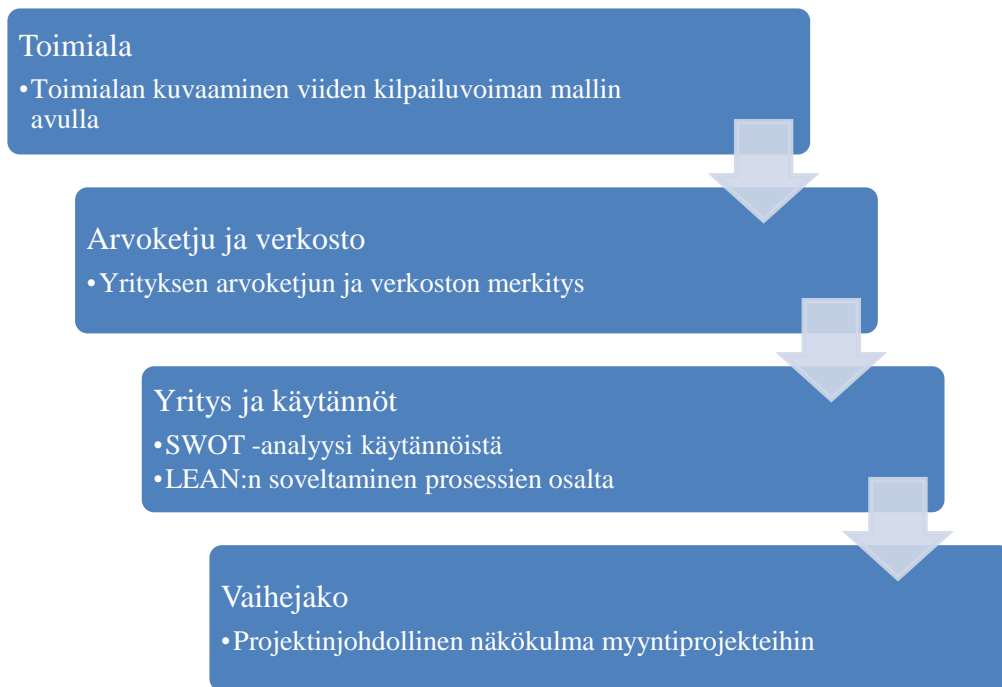 Toimiala
•Toimialan kuvaaminen viiden kilpailuvoiman mallin
avulla
Arvoketju ja verkosto
•Yrityksen arvoketjun ja verkoston merkitys
Yritys ja käytännöt
•SWOT -analyysi käytännöistä
•LEAN:n soveltaminen prosessien osalta
Vaihejako
•Projektinjohdollinen näkökulma myyntiprojekteihin